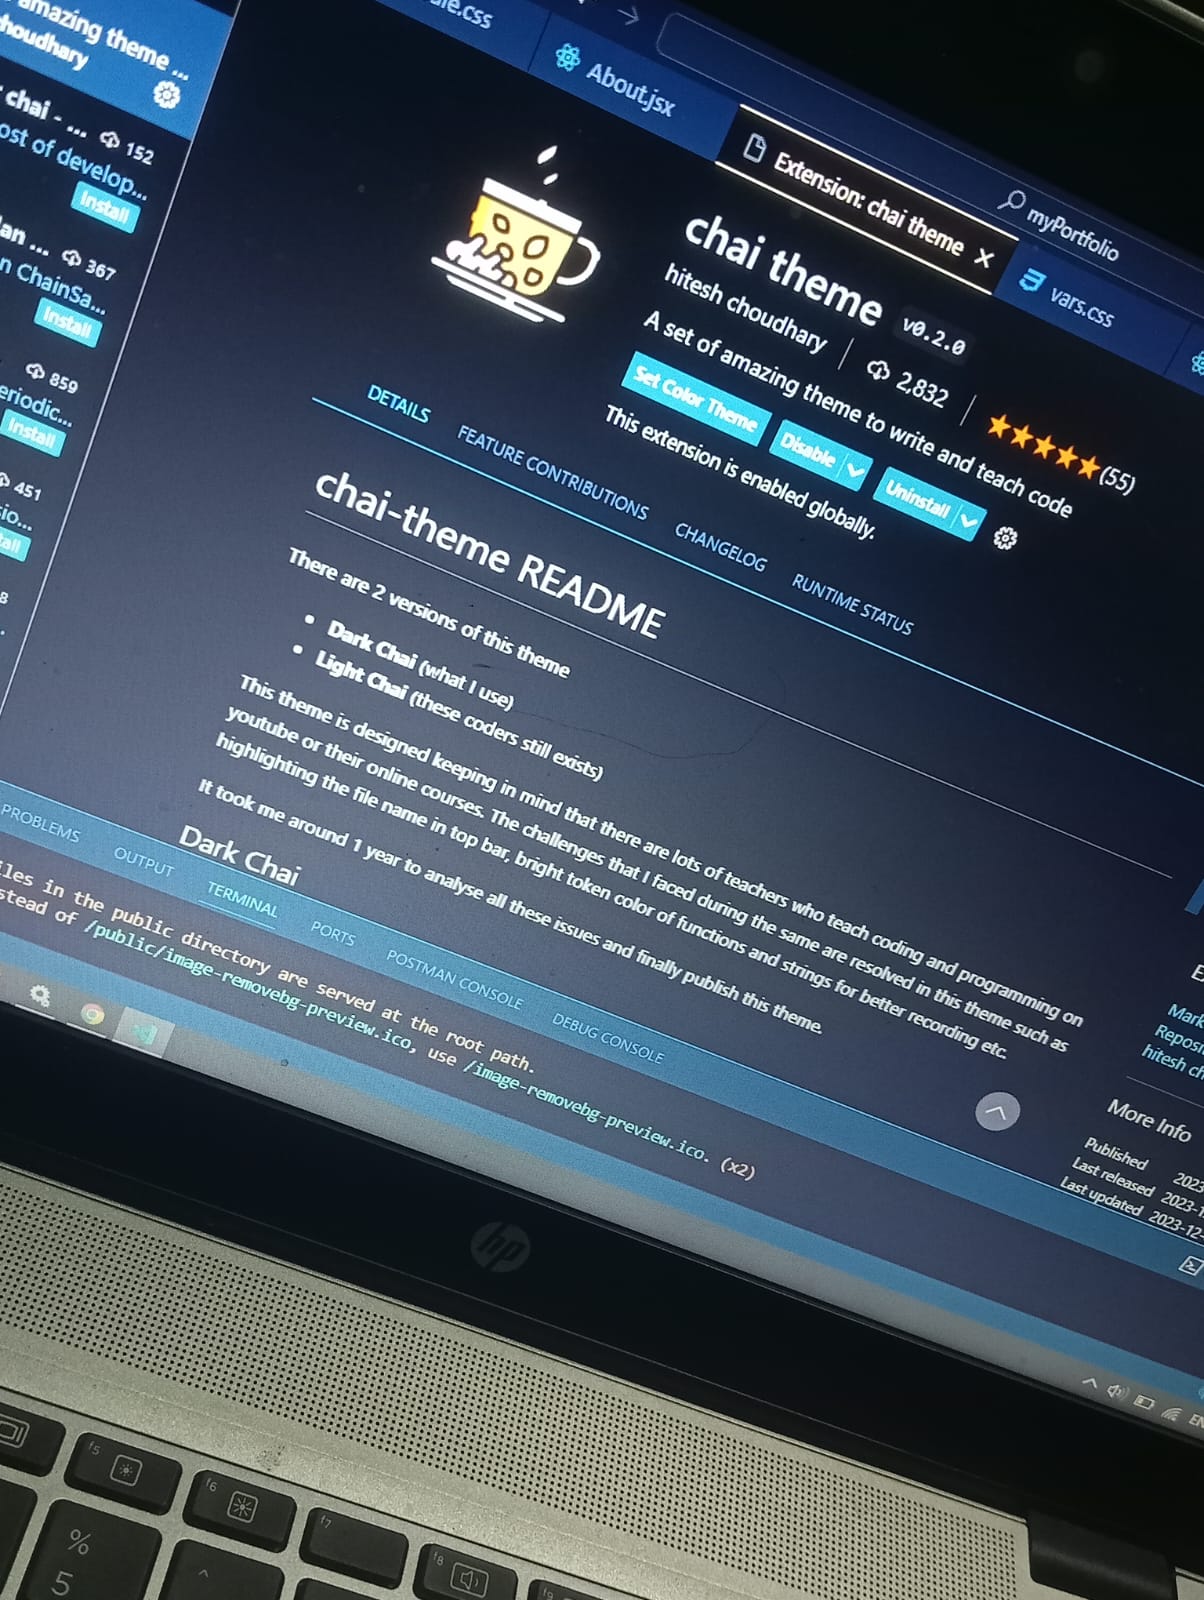 amazing theme ...
houdhary
chai - ... 152
ost of develop...
Install
an ... 367
n ChainSa...
Install
859
eriodic...
Install
451
sio...
all
8
.css
About.jsx
Extension: chai theme
myPortfolio
vars.css
chai theme v0.2.0
hitesh choudhary 2,832 (55)
A set of amazing theme to write and teach code
Set Color Theme Disable Uninstall
This extension is enabled globally.
DETAILS FEATURE CONTRIBUTIONS CHANGELOG RUNTIME STATUS
chai-theme README
There are 2 versions of this theme
• Dark Chai (what I use)
• Light Chai (these coders still exists)
This theme is designed keeping in mind that there are lots of teachers who teach coding and programming on
youtube or their online courses. The challenges that I faced during the same are resolved in this theme such as
highlighting the file name in top bar, bright token color of functions and strings for better recording etc.
It took me around 1 year to analyse all these issues and finally publish this theme.
Dark Chai
E
Mark
Reposi
hitesh ch
More Info
Published 2023
Last released 2023-1
Last updated 2023-12-
PROBLEMS OUTPUT TERMINAL PORTS POSTMAN CONSOLE DEBUG CONSOLE
iles in the public directory are served at the root path.
stead of /public/image-removebg-preview.ico, use /image-removebg-preview.ico. (x2)
EN
hp
f5
f6
f7
f8
f9
%
5
^